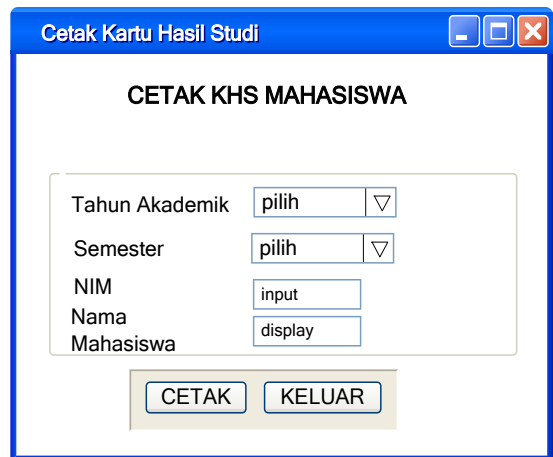 Cetak Kartu Hasil Studi
CETAK KHS MAHASISWA
Tahun Akademik pilih
Semester pilih
NIM input
Nama
Mahasiswa display
CETAK KELUAR